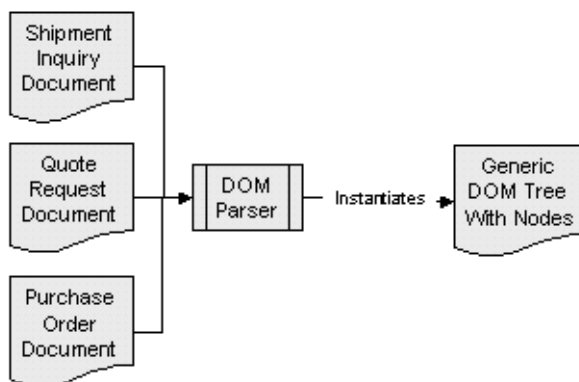 Shipment
Inquiry
Document
Quote
Request
Document
Purchase
Order
Document
DOM
Parser
Instantiates
Generic
DOM Tree
With Nodes